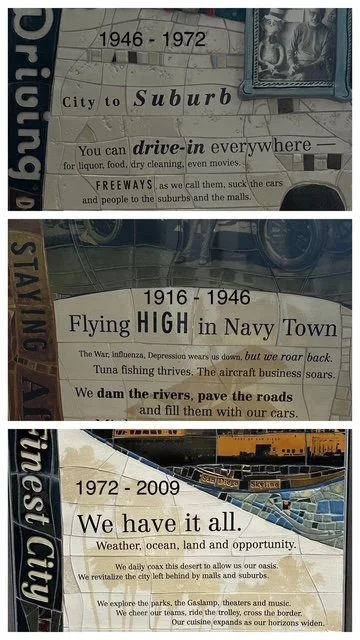 Driving
1946 - 1972
City to Suburb
You can drive-in everywhere —
for liquor, food, dry cleaning, even movies.
FREEWAYS, as we call them, suck the cars
and people to the suburbs and the malls.
STAYING
1916 - 1946
Flying HIGH in Navy Town
The War, influenza, Depression wears us down, but we roar back.
Tuna fishing thrives. The aircraft business soars.
We dam the rivers, pave the roads
and fill them with our cars.
Finest City
1972 - 2009
We have it all.
Weather, ocean, land and opportunity.
We daily coax this desert to allow us our oasis.
We revitalize the city left behind by malls and suburbs.
We explore the parks, the Gaslamp, theaters and music.
We cheer our teams, ride the trolley, cross the border.
Our cuisine expands as our horizons widen.